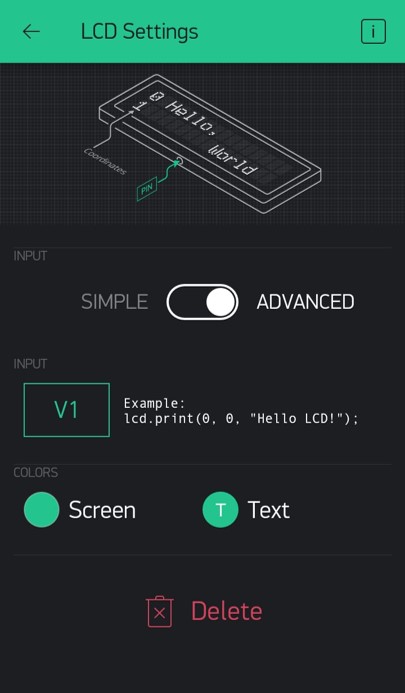 LCD Settings
i
0 Hello,
1
World
Coordinates
PIN
INPUT
SIMPLE
ADVANCED
INPUT
V1
Example:
lcd.print(0, 0, "Hello LCD!");
COLORS
Screen
T
Text
Delete